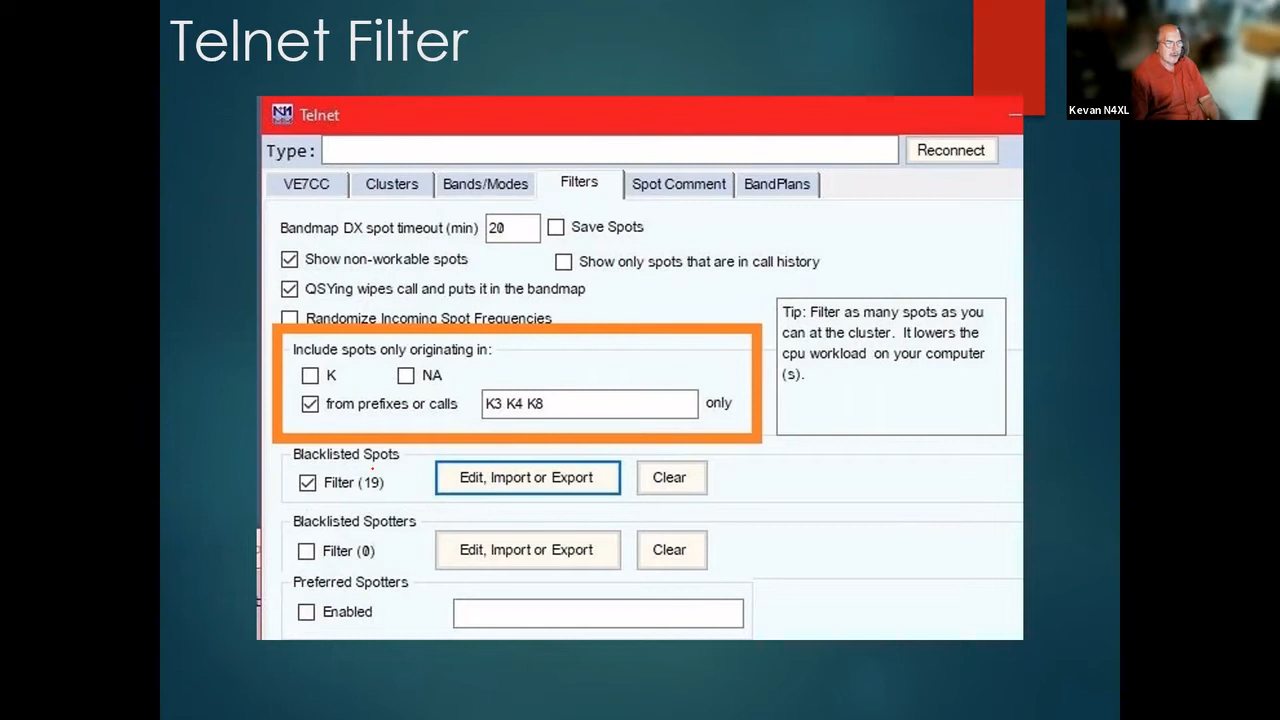 Telnet Filter
Kevan N4XL
Telnet
Type:
Reconnect
VE7CC Clusters Bands/Modes Filters Spot Comment BandPlans
Bandmap DX spot timeout (min) 20 Save Spots
Show non-workable spots Show only spots that are in call history
QSYing wipes call and puts it in the bandmap
Randomize Incoming Spot Frequencies
Include spots only originating in:
K NA
from prefixes or calls K3 K4 K8 only
Tip: Filter as many spots as you
can at the cluster. It lowers the
cpu workload on your computer
(s).
Blacklisted Spots
Filter (19) Edit, Import or Export Clear
Blacklisted Spotters
Filter (0) Edit, Import or Export Clear
Preferred Spotters
Enabled